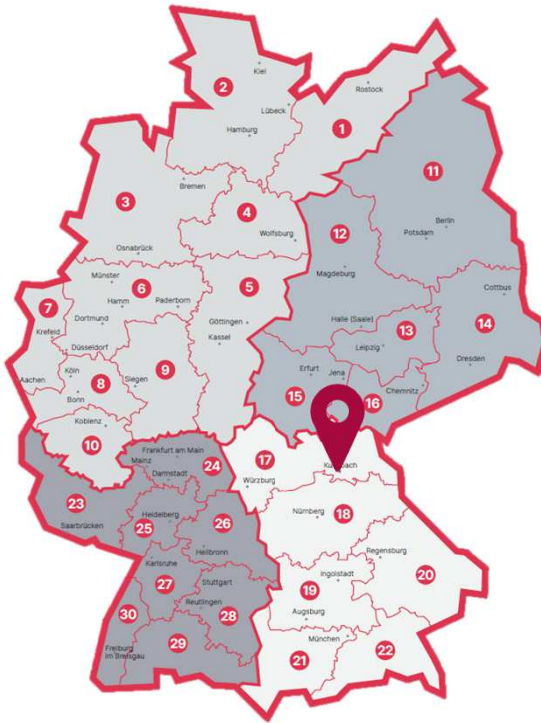 Kiel
2
Rostock
Lübeck
1
Hamburg
11
Bremen
3
4
Berlin
12
Potsdam
Wolfsburg
Osnabrück
Magdeburg
Münster
6
5
Cottbus
7
Hamm
Paderborn
Dortmund
Göttingen
Halle (Saale)
14
Krefeld
13
Düsseldorf
Kassel
Leipzig
Dresden
Köln
9
Erfurt
Jena
Aachen
8
Siegen
Chemnitz
Bonn
15
16
Koblenz
10
Frankfurt am Main
17
Mainz
24
Darmstadt
Würzburg
23
18
Heidelberg
Nürnberg
Saarbrücken
25
26
Heilbronn
Regensburg
Karlsruhe
20
27
Stuttgart
Ingolstadt
19
Reutlingen
30
28
Augsburg
Freiburg
im Breisgau
29
München
22
21